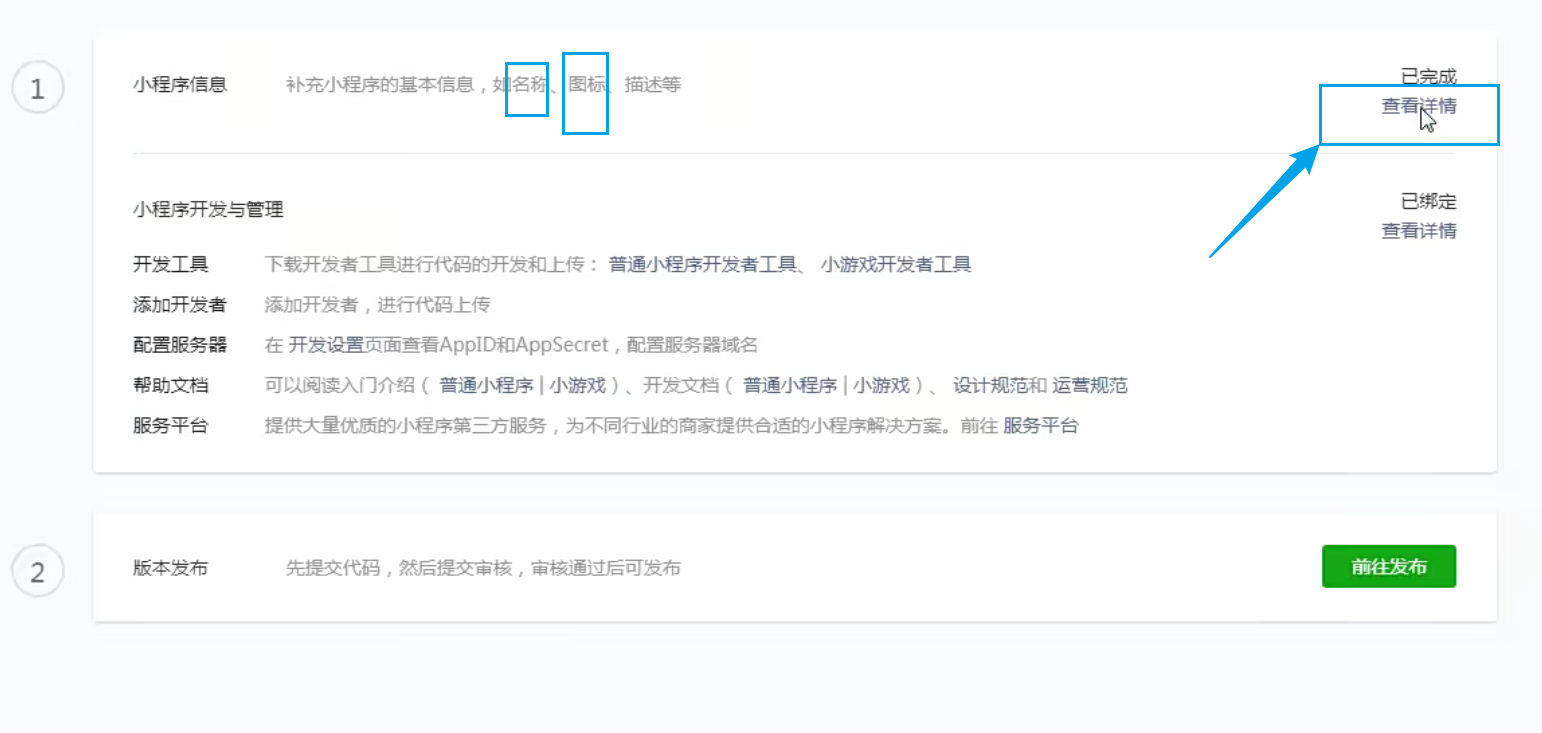 1
小程序信息 补充小程序的基本信息，如名称、图标、描述等 已完成
查看详情
小程序开发与管理 已绑定
查看详情
开发工具 下载开发者工具进行代码的开发和上传： 普通小程序开发者工具、 小游戏开发者工具
添加开发者 添加开发者，进行代码上传
配置服务器 在 开发设置页面查看AppID和AppSecret，配置服务器域名
帮助文档 可以阅读入门介绍（ 普通小程序 | 小游戏 ）、开发文档（ 普通小程序 | 小游戏 ）、 设计规范和 运营规范
服务平台 提供大量优质的小程序第三方服务，为不同行业的商家提供合适的小程序解决方案。前往 服务平台
2
版本发布 先提交代码，然后提交审核，审核通过后可发布 前往发布